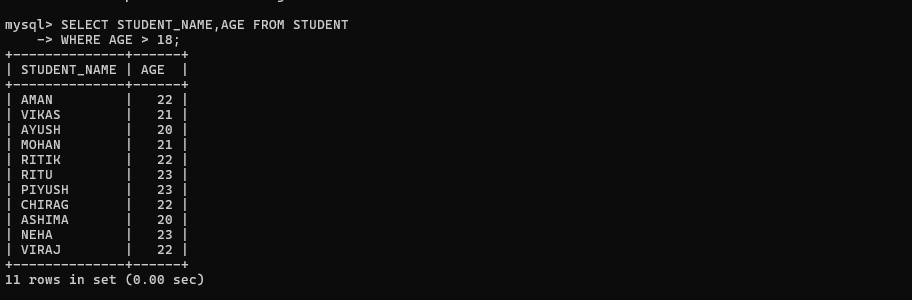 mysql> SELECT STUDENT_NAME,AGE FROM STUDENT
    -> WHERE AGE > 18;
+--------------+------+
| STUDENT_NAME | AGE  |
+--------------+------+
| AMAN         |   22 |
| VIKAS        |   21 |
| AYUSH        |   20 |
| MOHAN        |   21 |
| RITIK        |   22 |
| RITU         |   23 |
| PIYUSH       |   23 |
| CHIRAG       |   22 |
| ASHIMA       |   20 |
| NEHA         |   23 |
| VIRAJ        |   22 |
+--------------+------+
11 rows in set (0.00 sec)